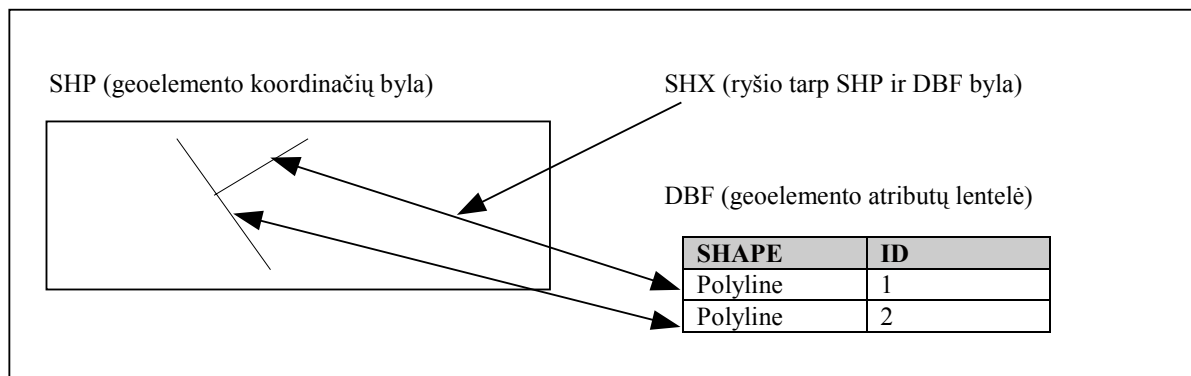 SHP (geoelemento koordinačių byla)
SHX (ryšio tarp SHP ir DBF byla)
DBF (geoelemento atributų lentelė)
SHAPE ID
Polyline 1
Polyline 2